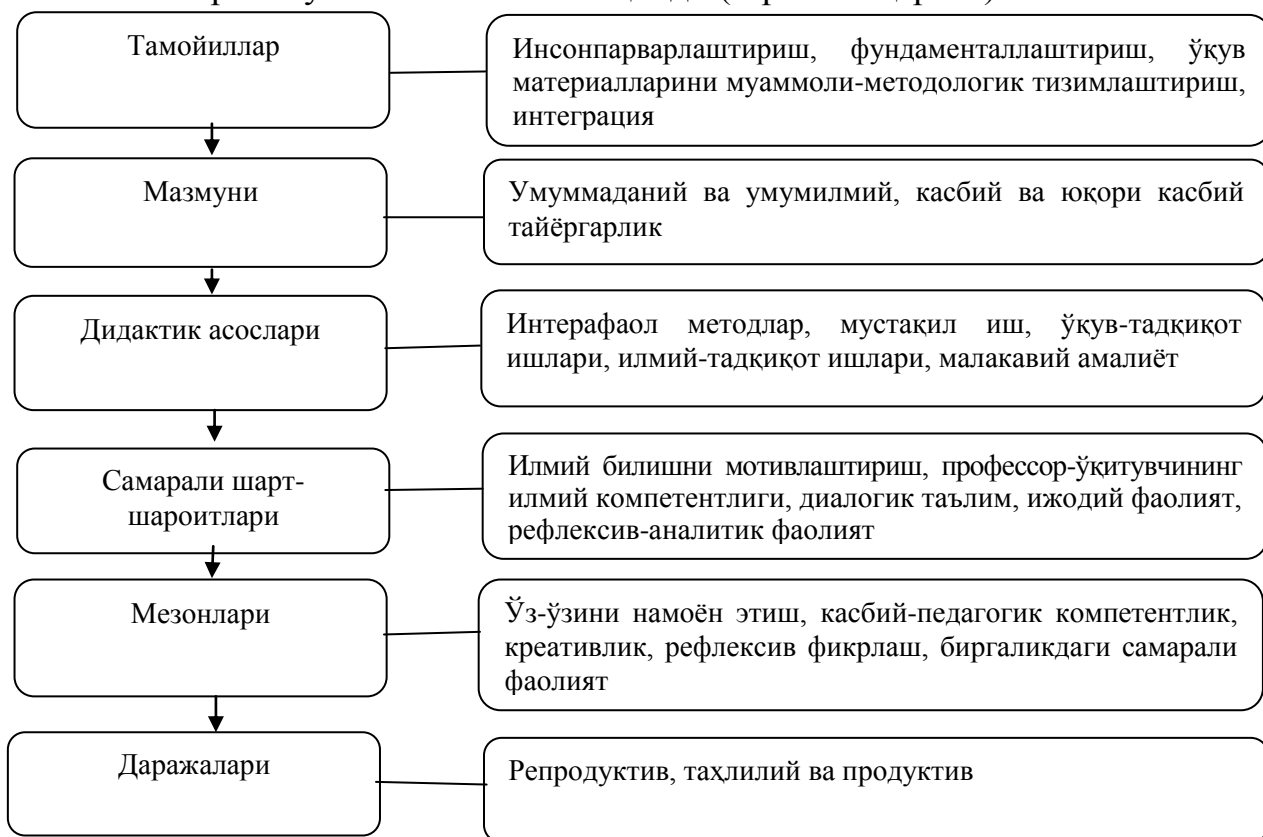 Тамойиллар
Инсонпарварлаштириш, фундаменталлаштириш, ўқув
материалларини муаммоли-методологик тизимлаштириш,
интеграция
Мазмуни
Умуммаданий ва умумилмий, касбий ва юқори касбий
тайёргарлик
Дидактик асослари
Интерафаол методлар, мустақил иш, ўқув-тадқиқот
ишлари, илмий-тадқиқот ишлари, малакавий амалиёт
Самарали шарт-
шароитлари
Илмий билишни мотивлаштириш, профессор-ўқитувчининг
илмий компетентлиги, диалогик таълим, ижодий фаолият,
рефлексив-аналитик фаолият
Мезонлари
Ўз-ўзини намоён этиш, касбий-педагогик компетентлик,
креативлик, рефлексив фикрлаш, биргаликдаги самарали
фаолият
Даражалари
Репродуктив, таҳлилий ва продуктив